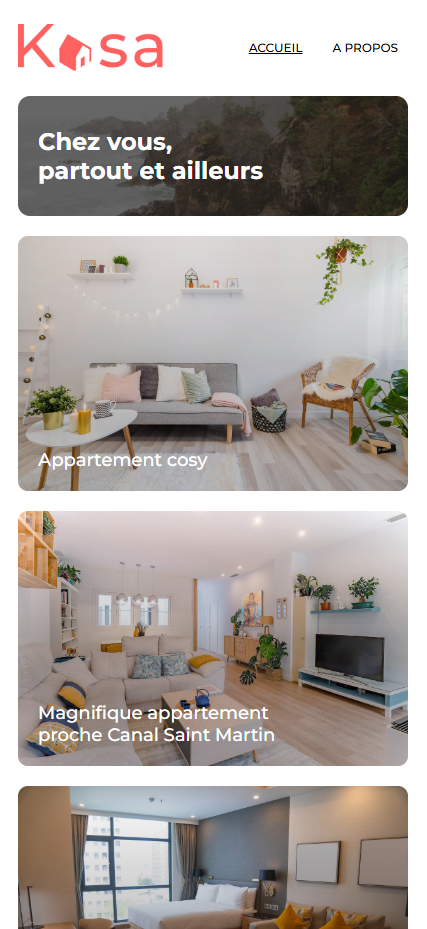 Kasa
ACCUEIL
A PROPOS
Chez vous,
partout et ailleurs
Appartement cosy
Magnifique appartement
proche Canal Saint Martin